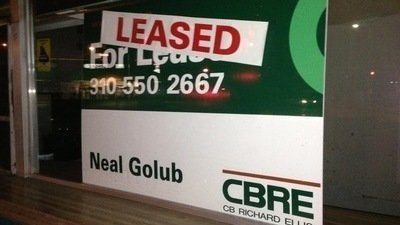 LEASED
For Lease
310 550 2667
Neal Golub
CBRE
CB RICHARD ELLIS